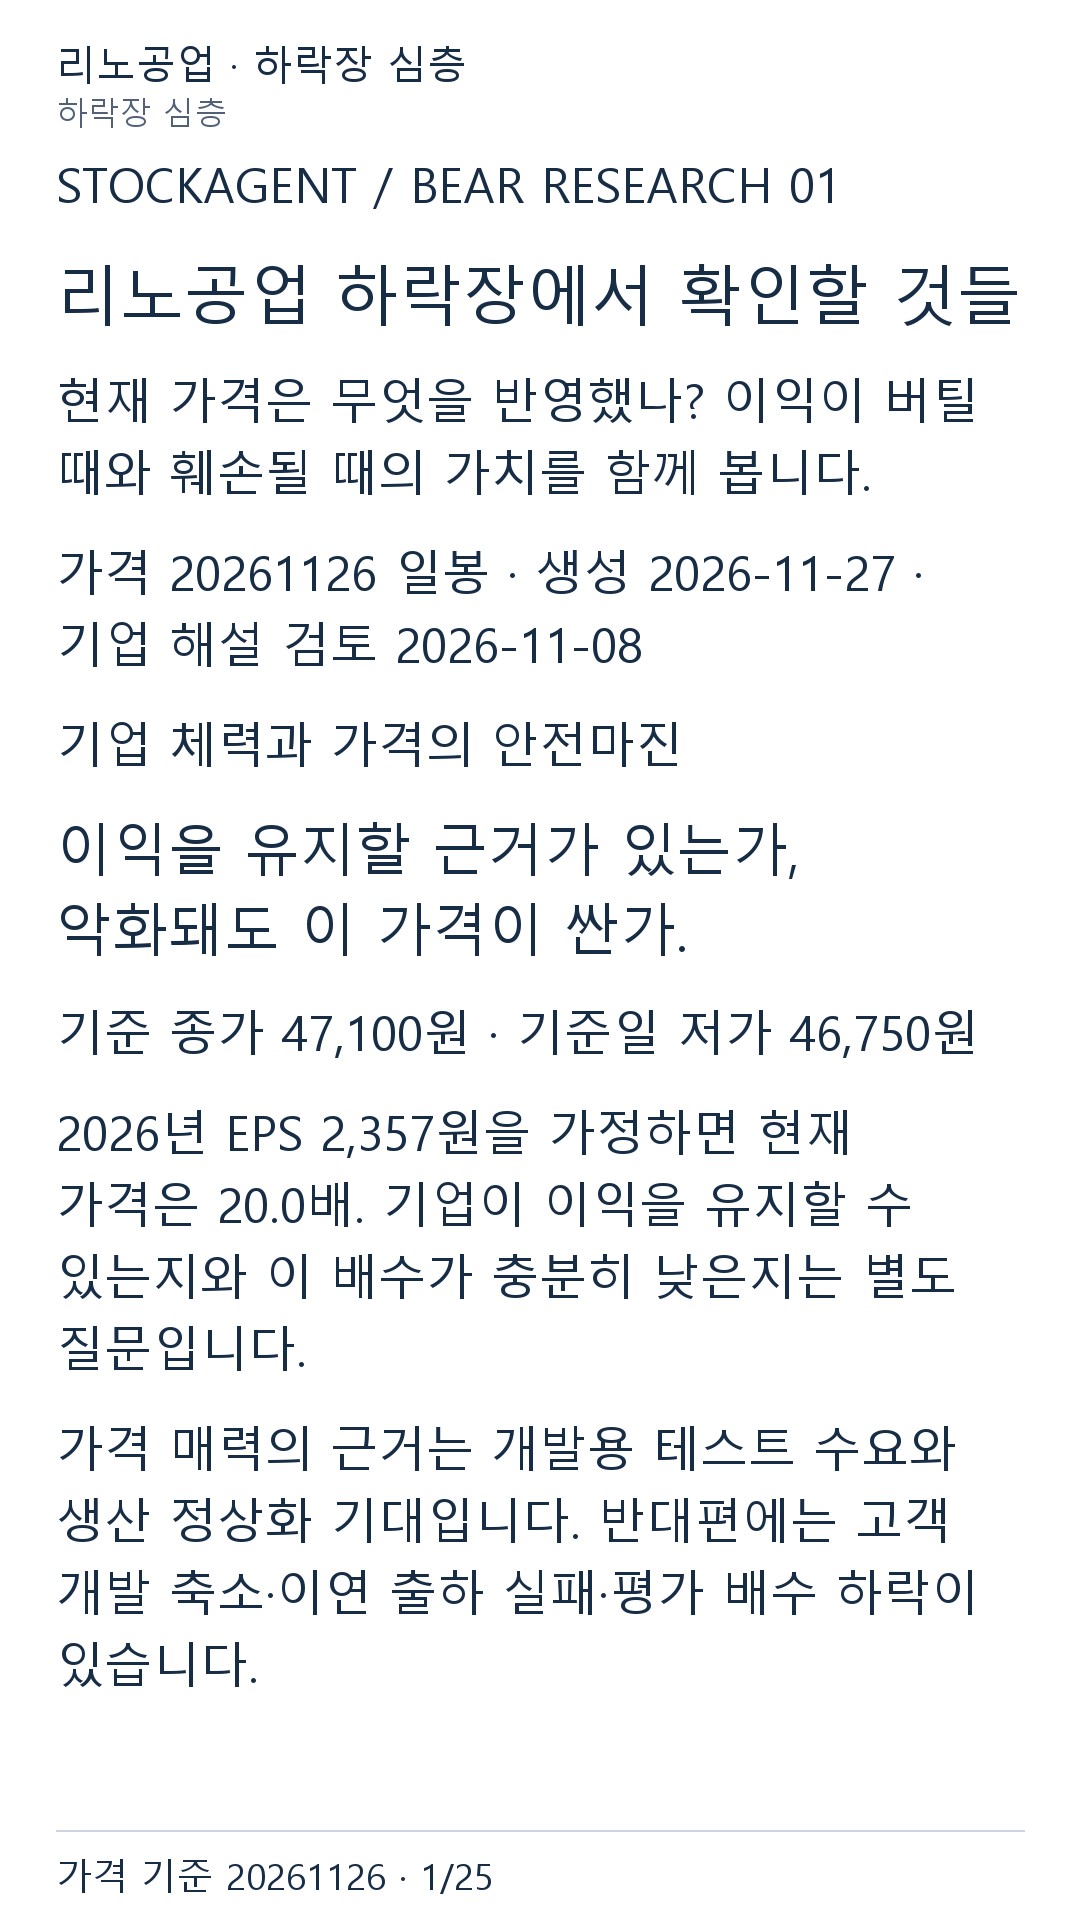 리노공업 · 하락장 심층
하락장 심층
STOCKAGENT / BEAR RESEARCH 01
리노공업 하락장에서 확인할 것들
현재 가격은 무엇을 반영했나? 이익이 버틸
때와 훼손될 때의 가치를 함께 봅니다.
가격 20261126 일봉 · 생성 2026-11-27 ·
기업 해설 검토 2026-11-08
기업 체력과 가격의 안전마진
이익을 유지할 근거가 있는가,
악화돼도 이 가격이 싼가.
기준 종가 47,100원 · 기준일 저가 46,750원
2026년 EPS 2,357원을 가정하면 현재
가격은 20.0배. 기업이 이익을 유지할 수
있는지와 이 배수가 충분히 낮은지는 별도
질문입니다.
가격 매력의 근거는 개발용 테스트 수요와
생산 정상화 기대입니다. 반대편에는 고객
개발 축소·이연 출하 실패·평가 배수 하락이
있습니다.
가격 기준 20261126 · 1/25